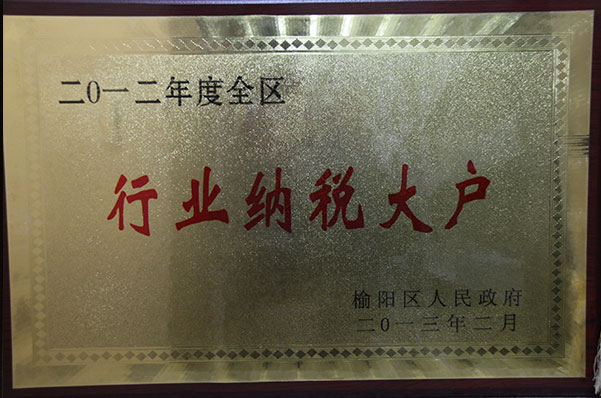 二0一二年度全区
行业纳税大户
榆阳区人民政府
二0一三年二月